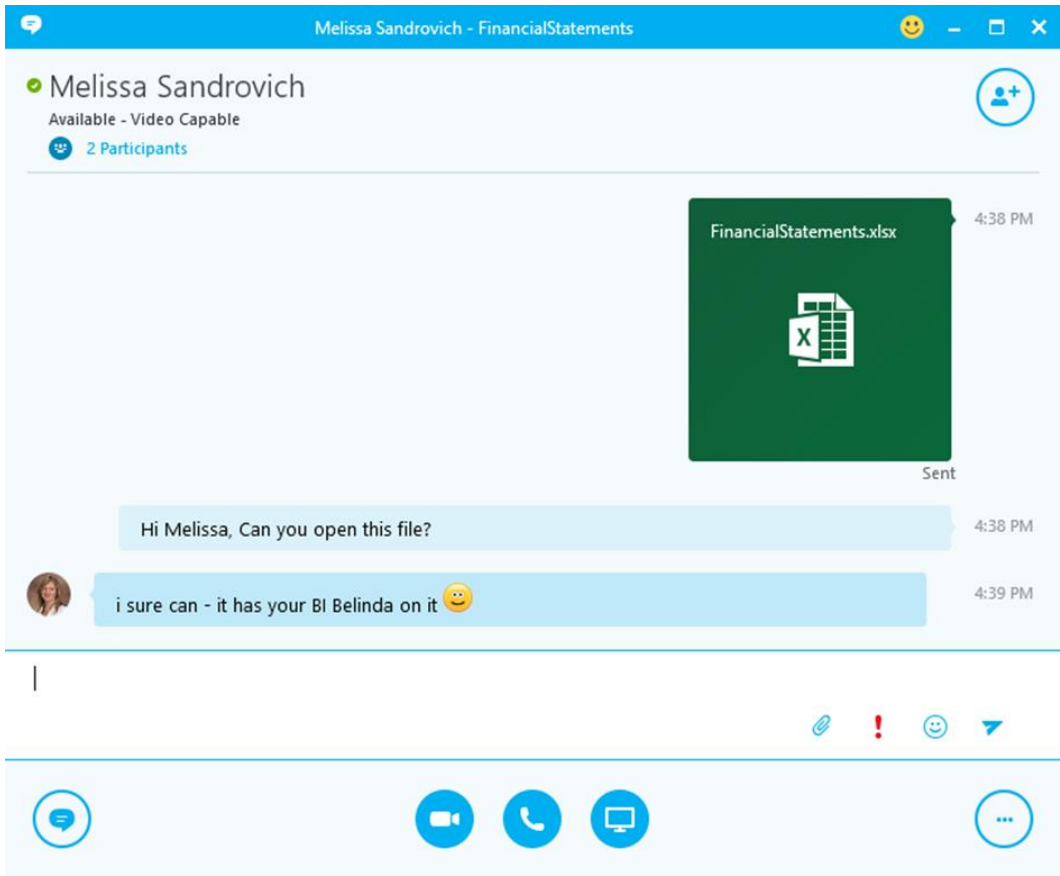 Melissa Sandrovich - FinancialStatements
Melissa Sandrovich
Available - Video Capable
2 Participants
FinancialStatements.xlsx
4:38 PM
X
Sent
Hi Melissa, Can you open this file?
4:38 PM
i sure can - it has your BI Belinda on it
4:39 PM